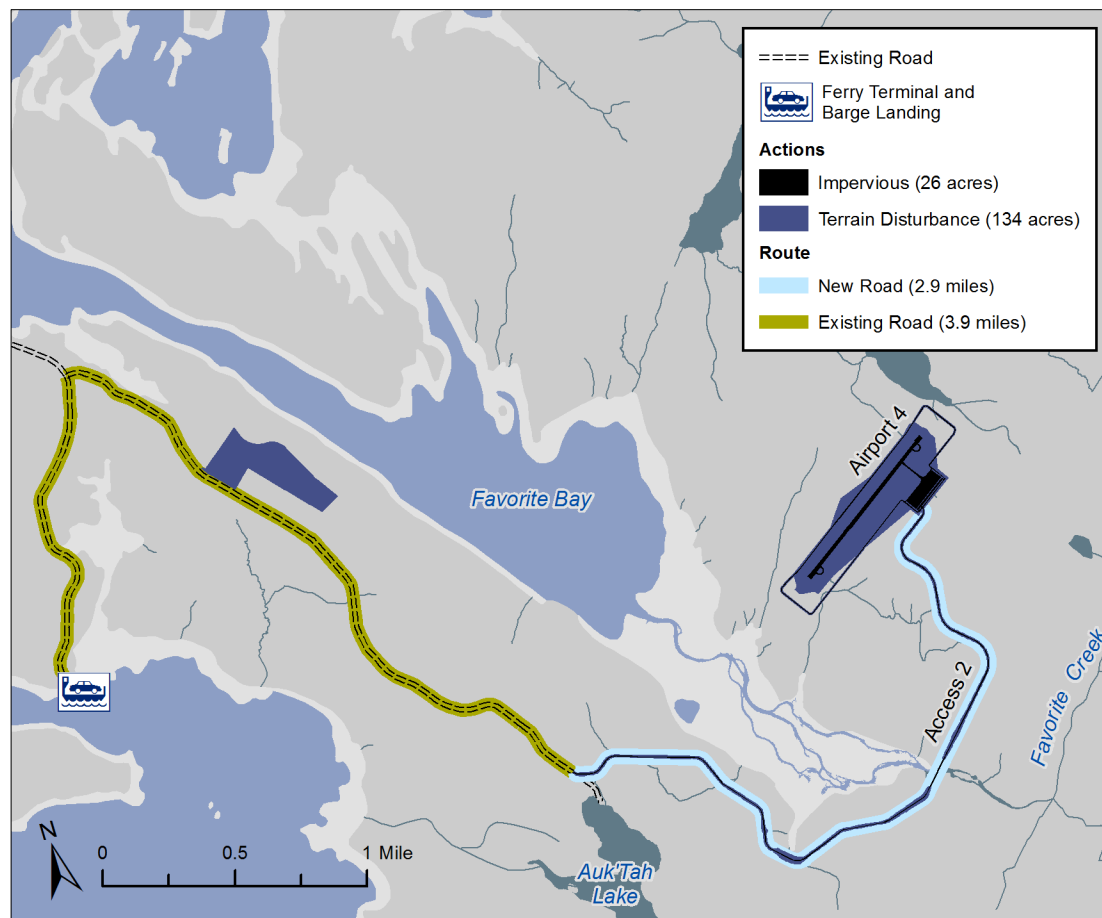 Existing Road
Ferry Terminal and
Barge Landing
Actions
Impervious (26 acres)
Terrain Disturbance (134 acres)
Route
New Road (2.9 miles)
Existing Road (3.9 miles)
Airport 4
Favorite Bay
Access 2
Favorite Creek
Auk'Tah
Lake
N
0 0.5 1 Mile